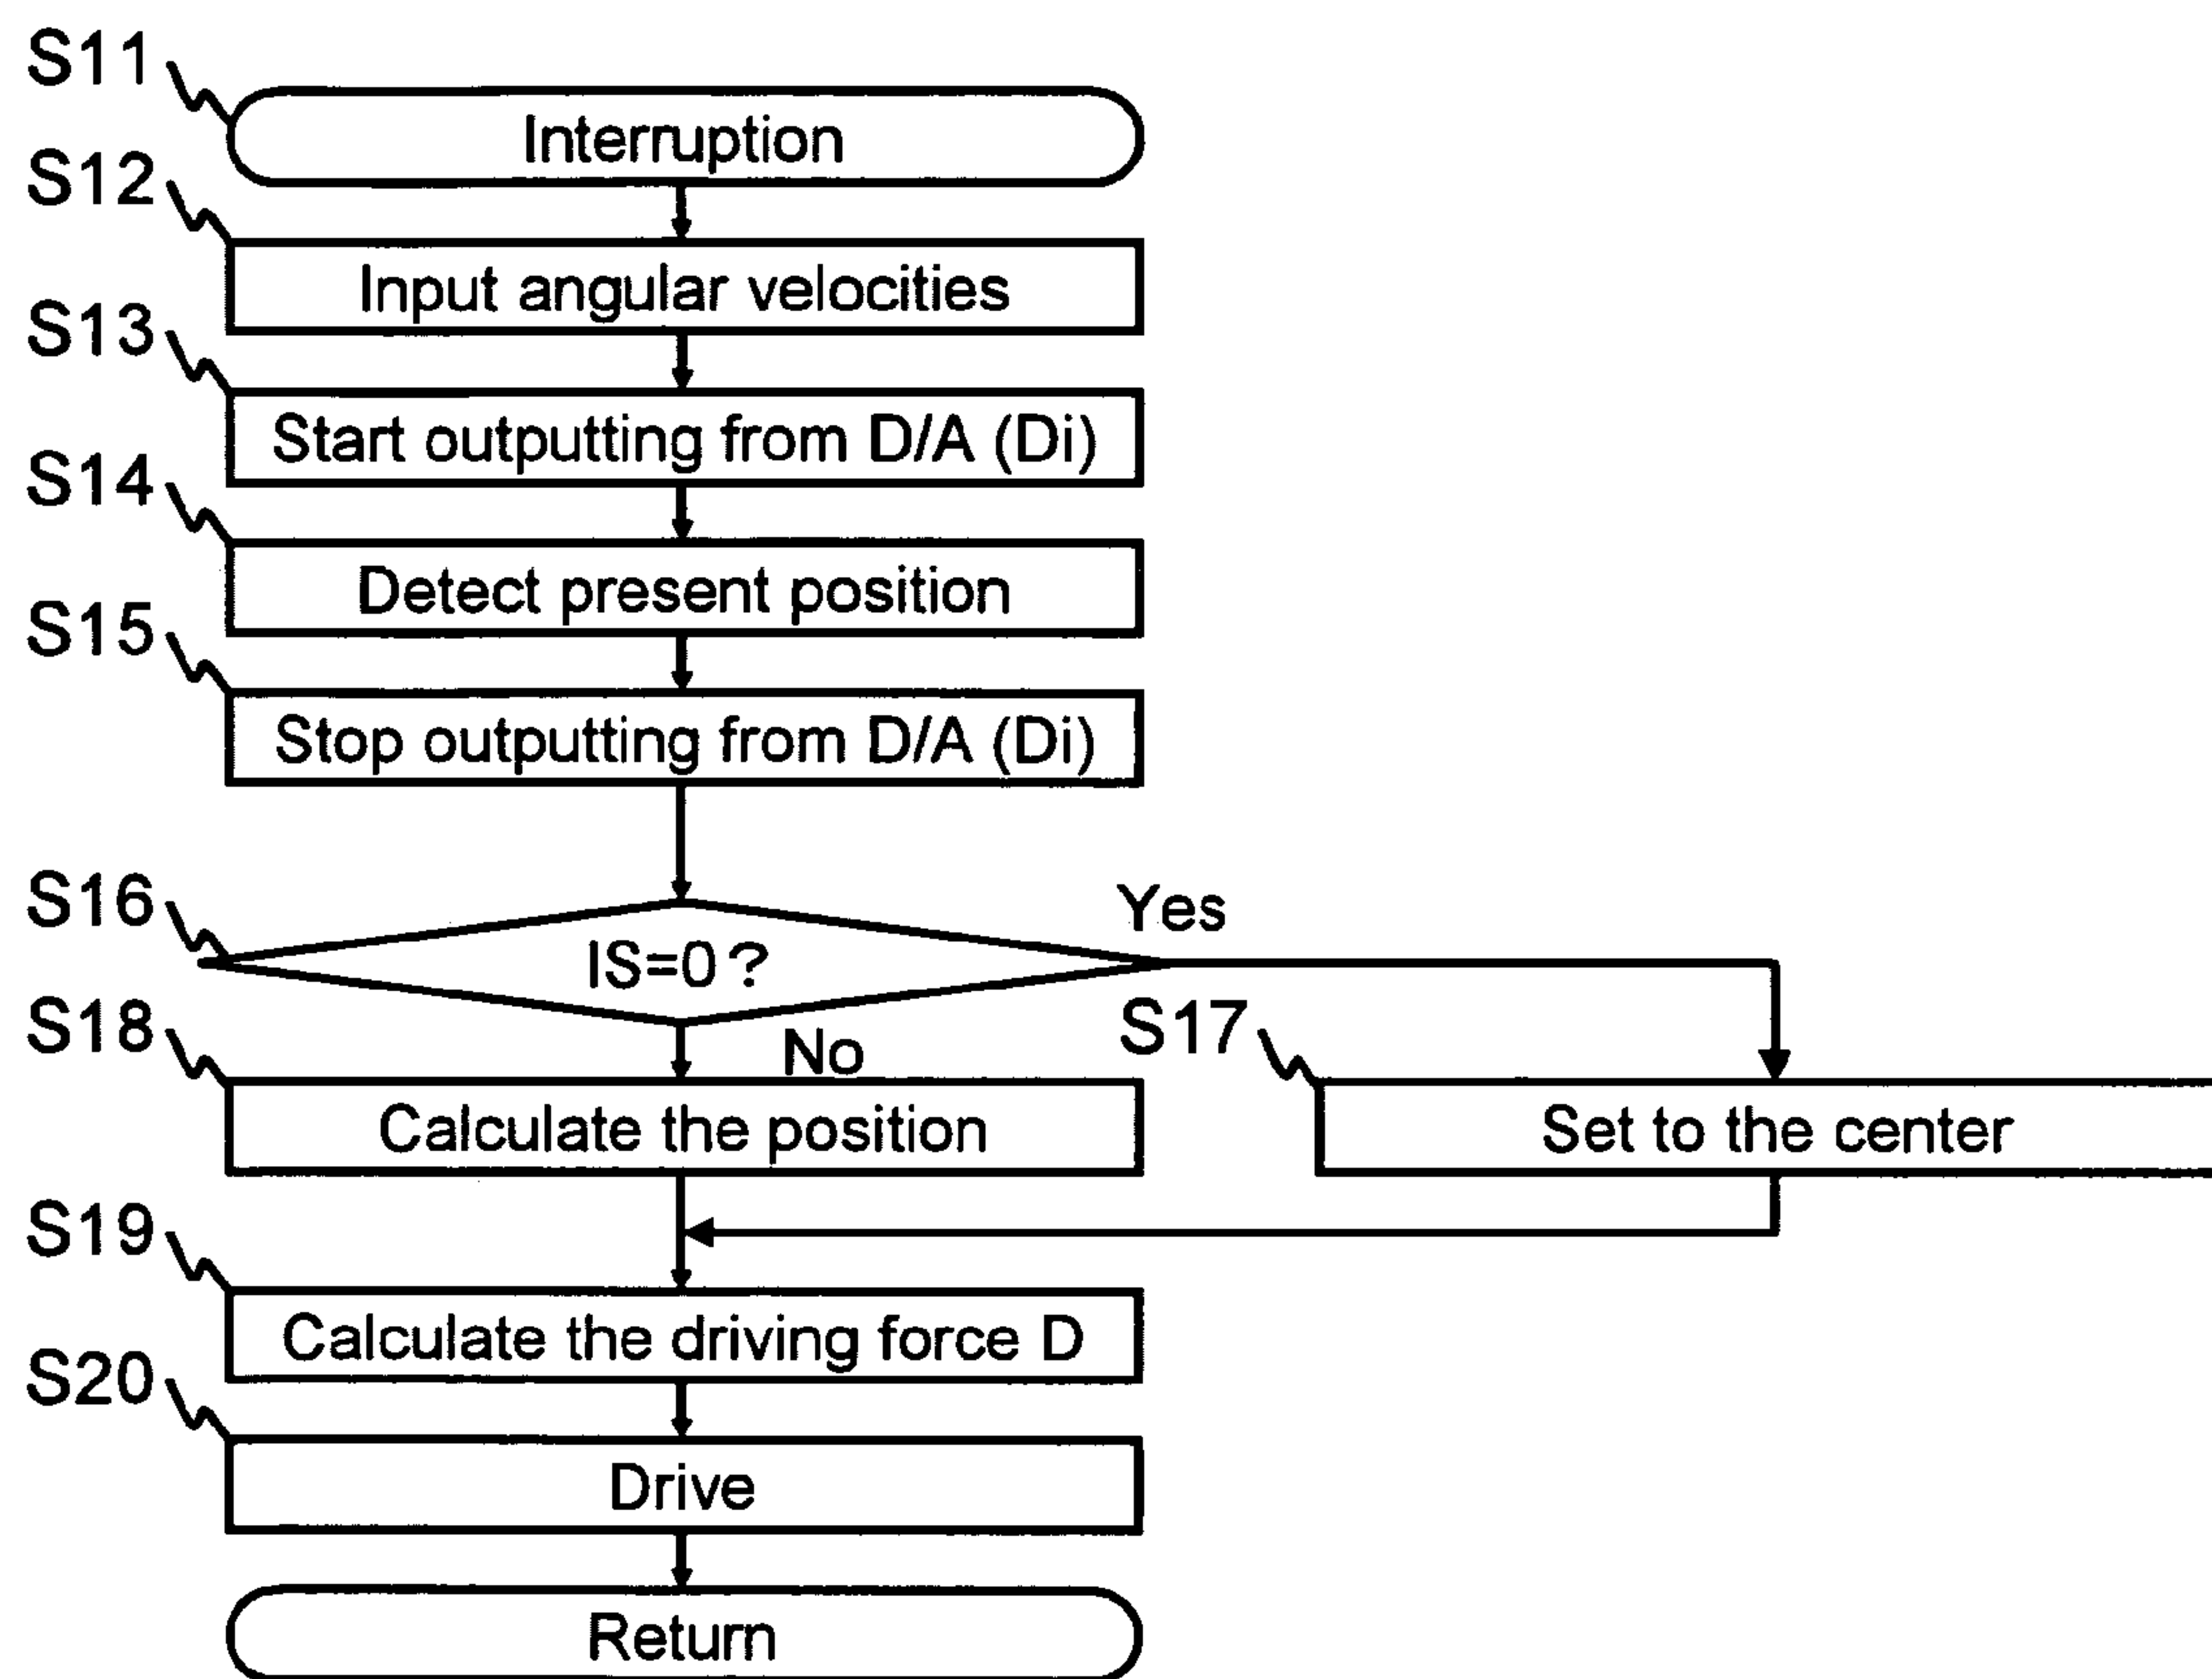 S11
Interruption
S12
Input angular velocities
S13
Start outputting from D/A (Di)
S14
Detect present position
S15
Stop outputting from D/A (Di)
S16
IS=0 ?
Yes
No
S17
Set to the center
S18
Calculate the position
S19
Calculate the driving force D
S20
Drive
Return